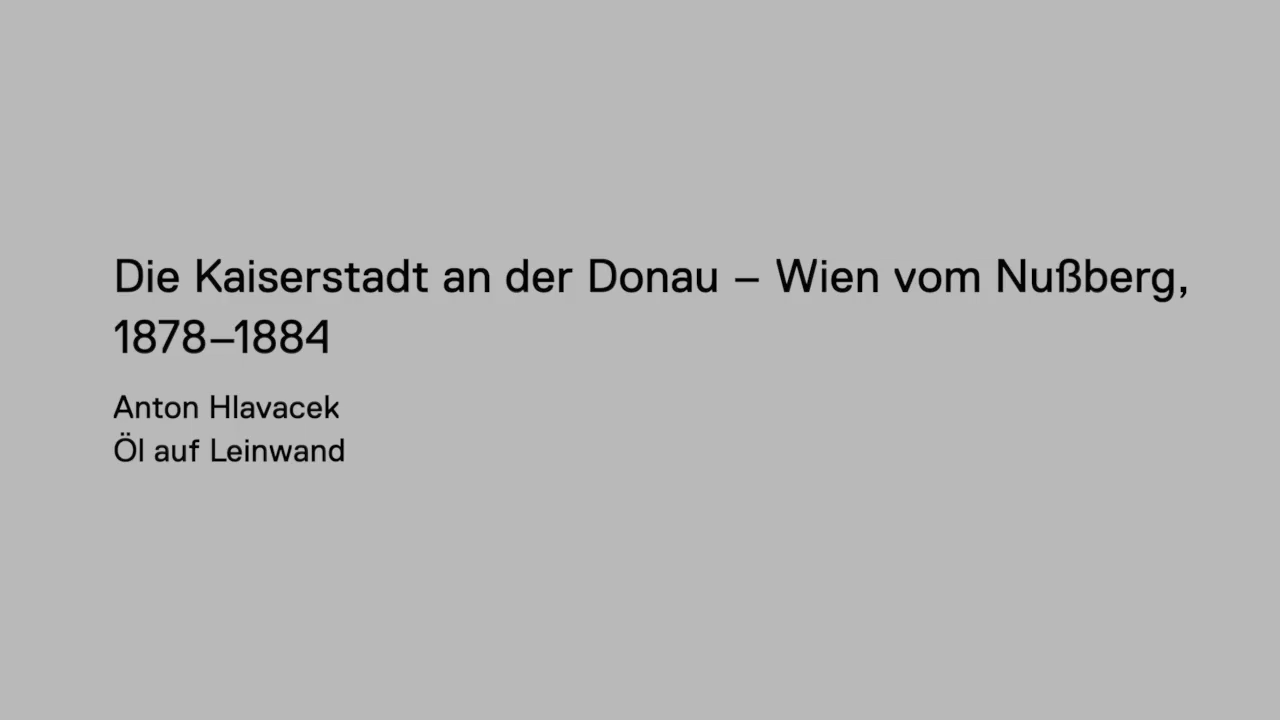 Die Kaiserstadt an der Donau – Wien vom Nußberg,
1878–1884
Anton Hlavacek
Öl auf Leinwand